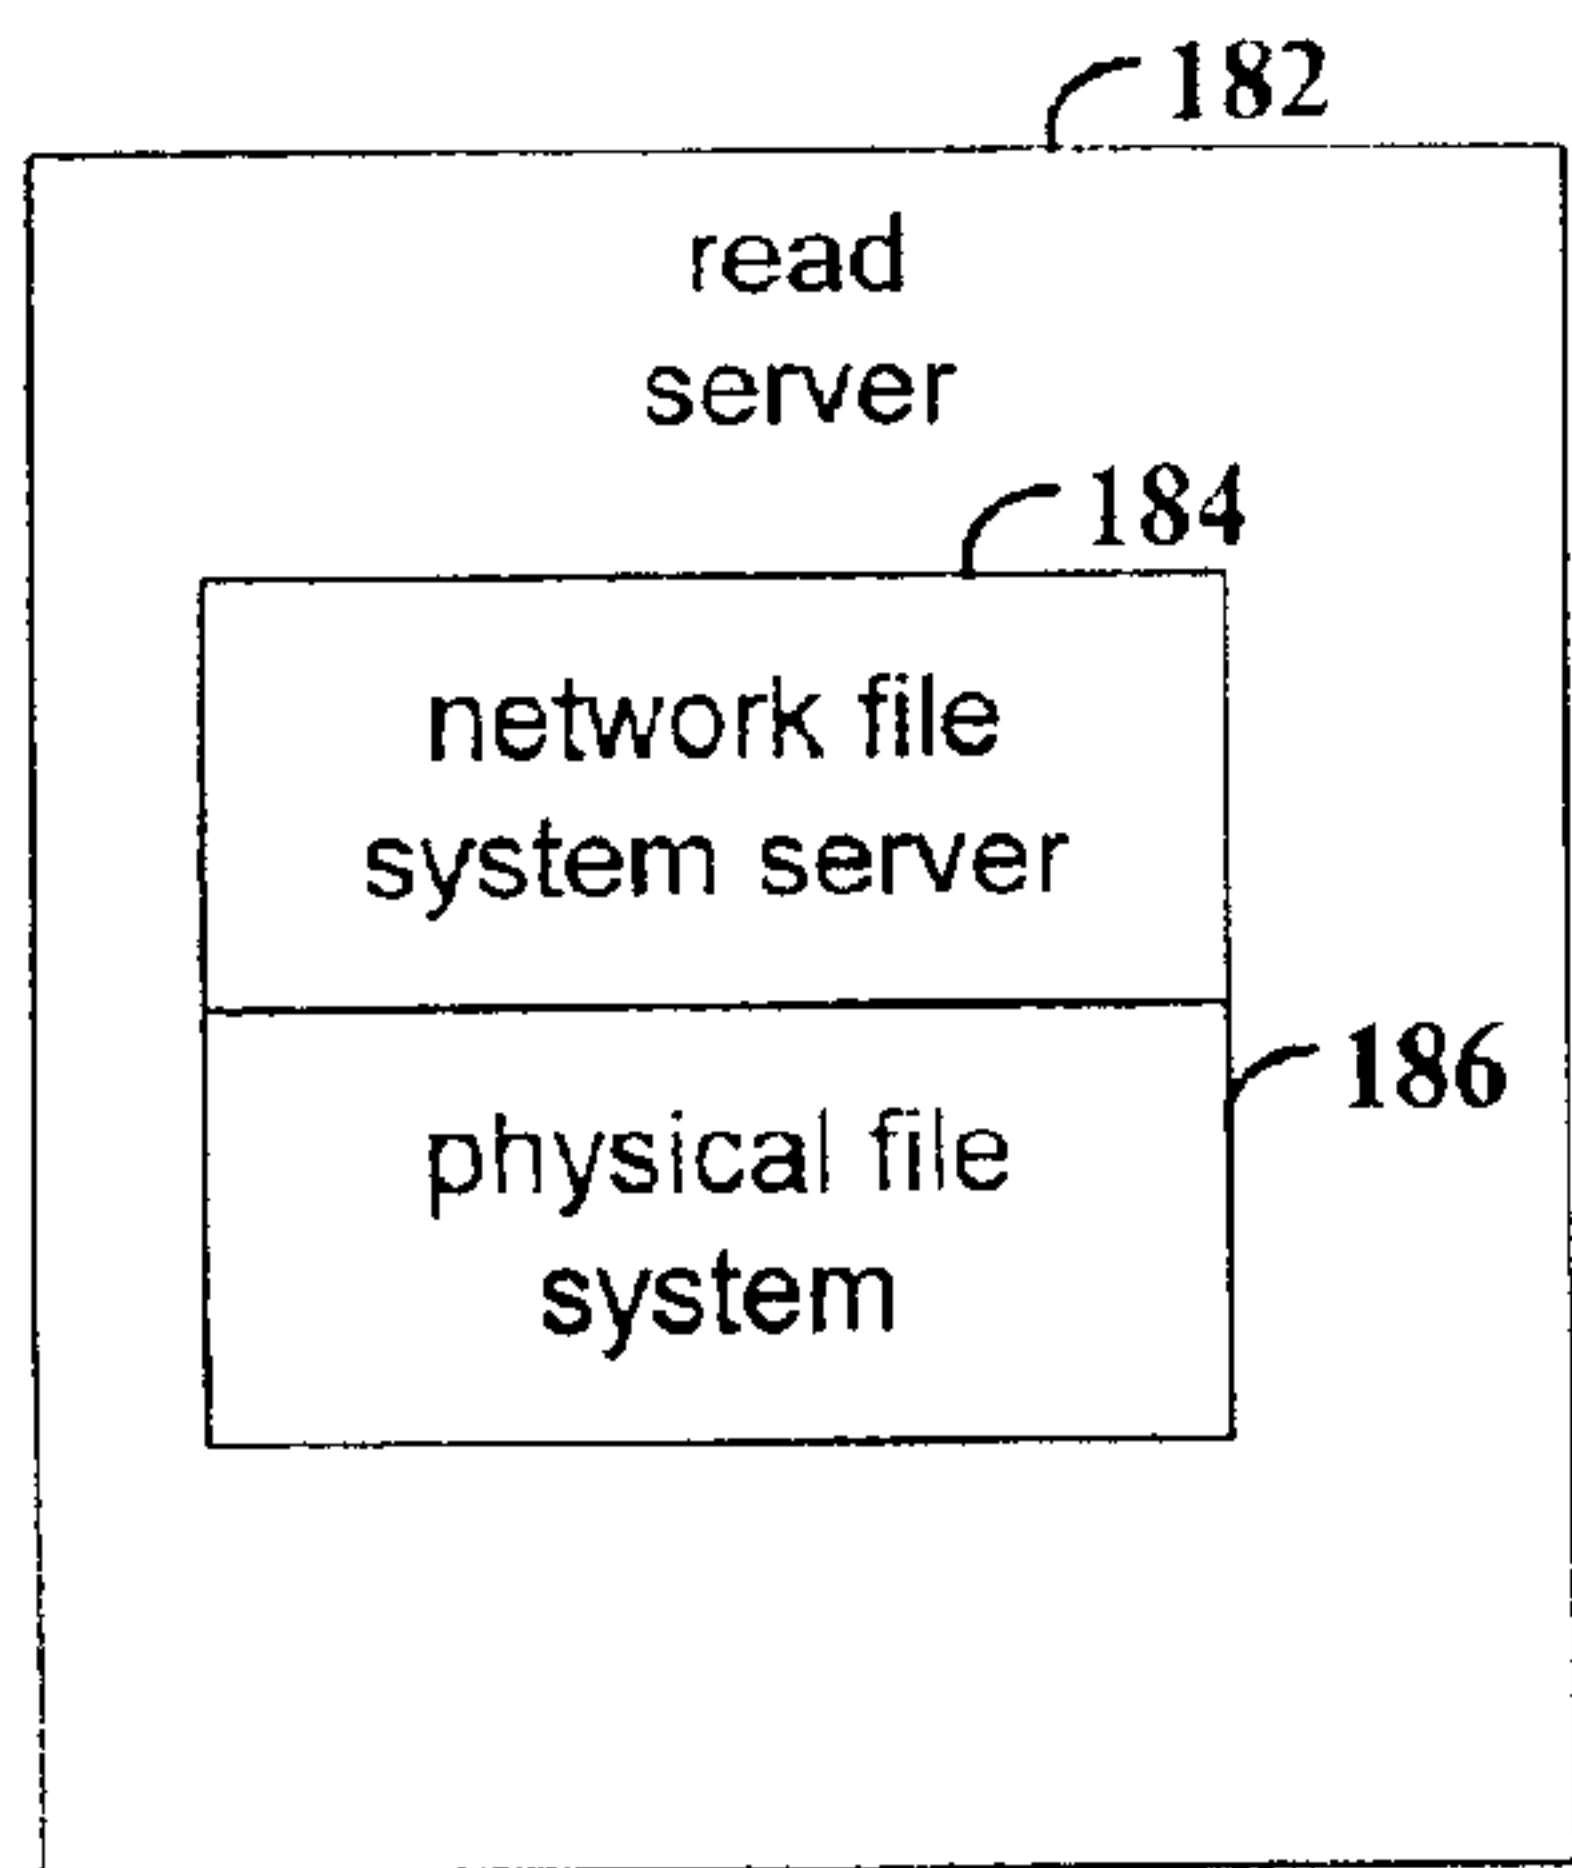 182
read
server
184
network file
system server
186
physical file
system